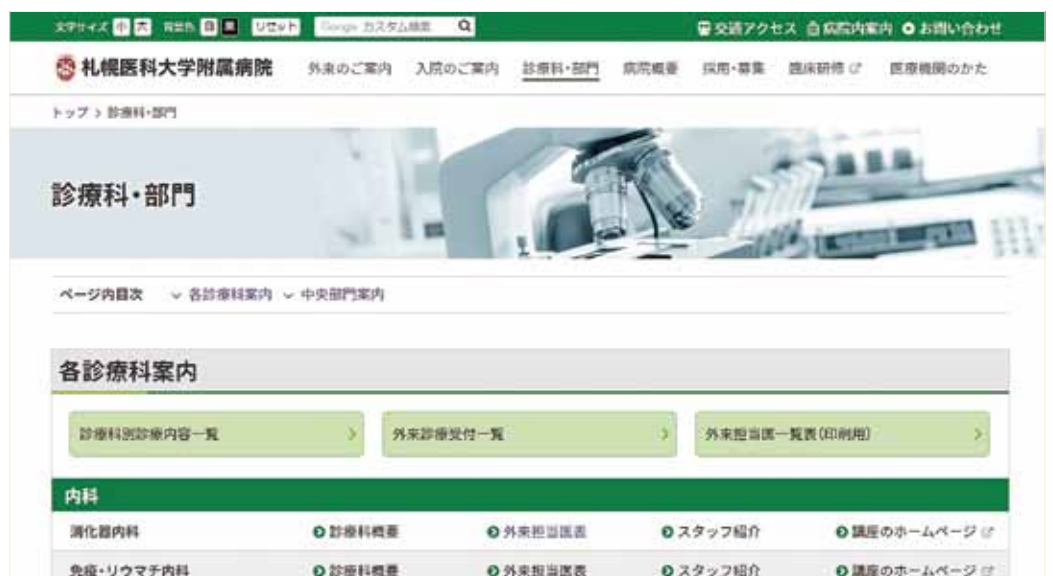 文字サイズ 小 大 背景色 白 黒 リセット Google カスタム検索 交通アクセス 病院内案内 お問い合わせ
札幌医科大学附属病院 外来のご案内 入院のご案内 診療科・部門 病院概要 採用・募集 臨床研修 医療機関のかた
トップ > 診療科・部門
診療科・部門
ページ内目次 各診療科案内 中央部門案内
各診療科案内
診療科別診療内容一覧 外来診療受付一覧 外来担当医一覧表(印刷用)
内科
消化器内科 診療科概要 外来担当医表 スタッフ紹介 講座のホームページ
免疫・リウマチ内科 診療科概要 外来担当医表 スタッフ紹介 講座のホームページ